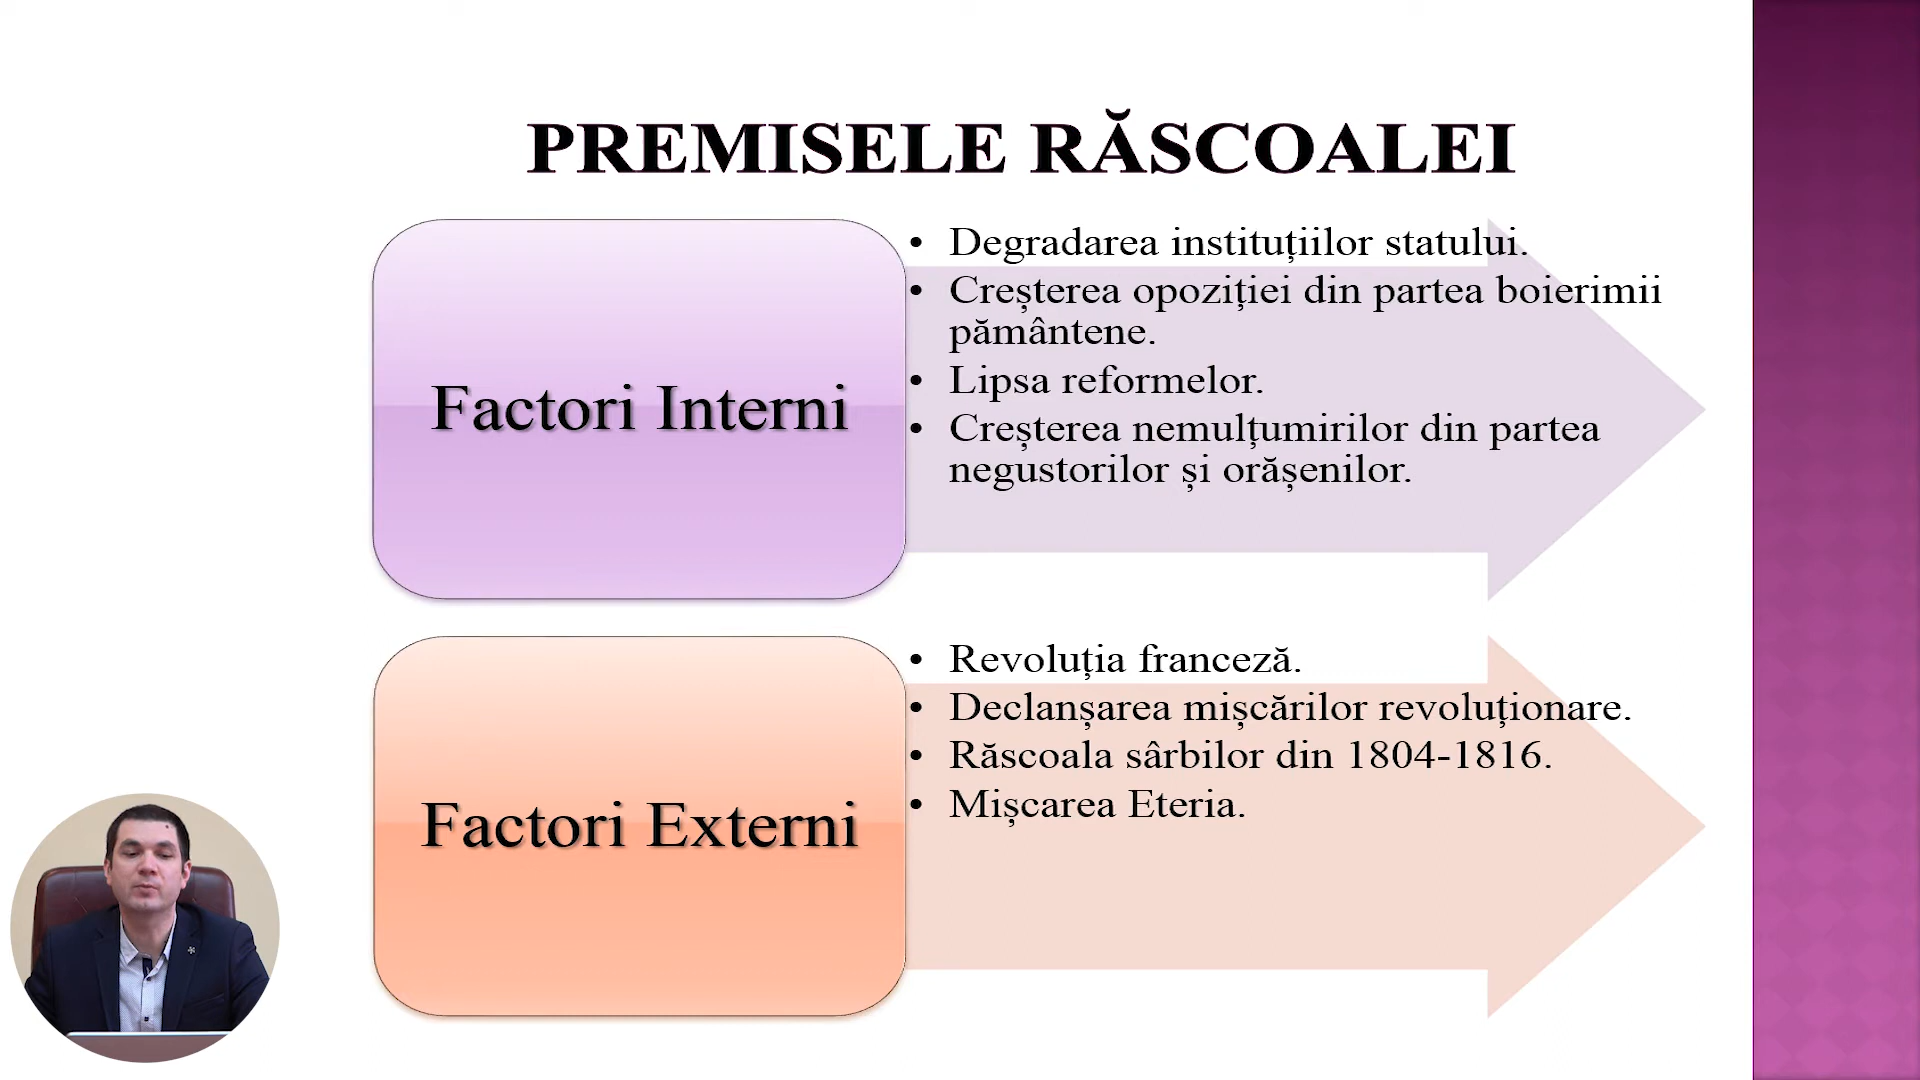 PREMISELE RĂSCOALEI
Factori Interni
• Degradarea instituțiilor statului.
• Creșterea opoziției din partea boierimii
pământene.
• Lipsa reformelor.
• Creșterea nemulțumirilor din partea
negustorilor și orășenilor.
Factori Externi
• Revoluția franceză.
• Declanșarea mișcărilor revoluționare.
• Răscoala sârbilor din 1804-1816.
• Mișcarea Eteria.